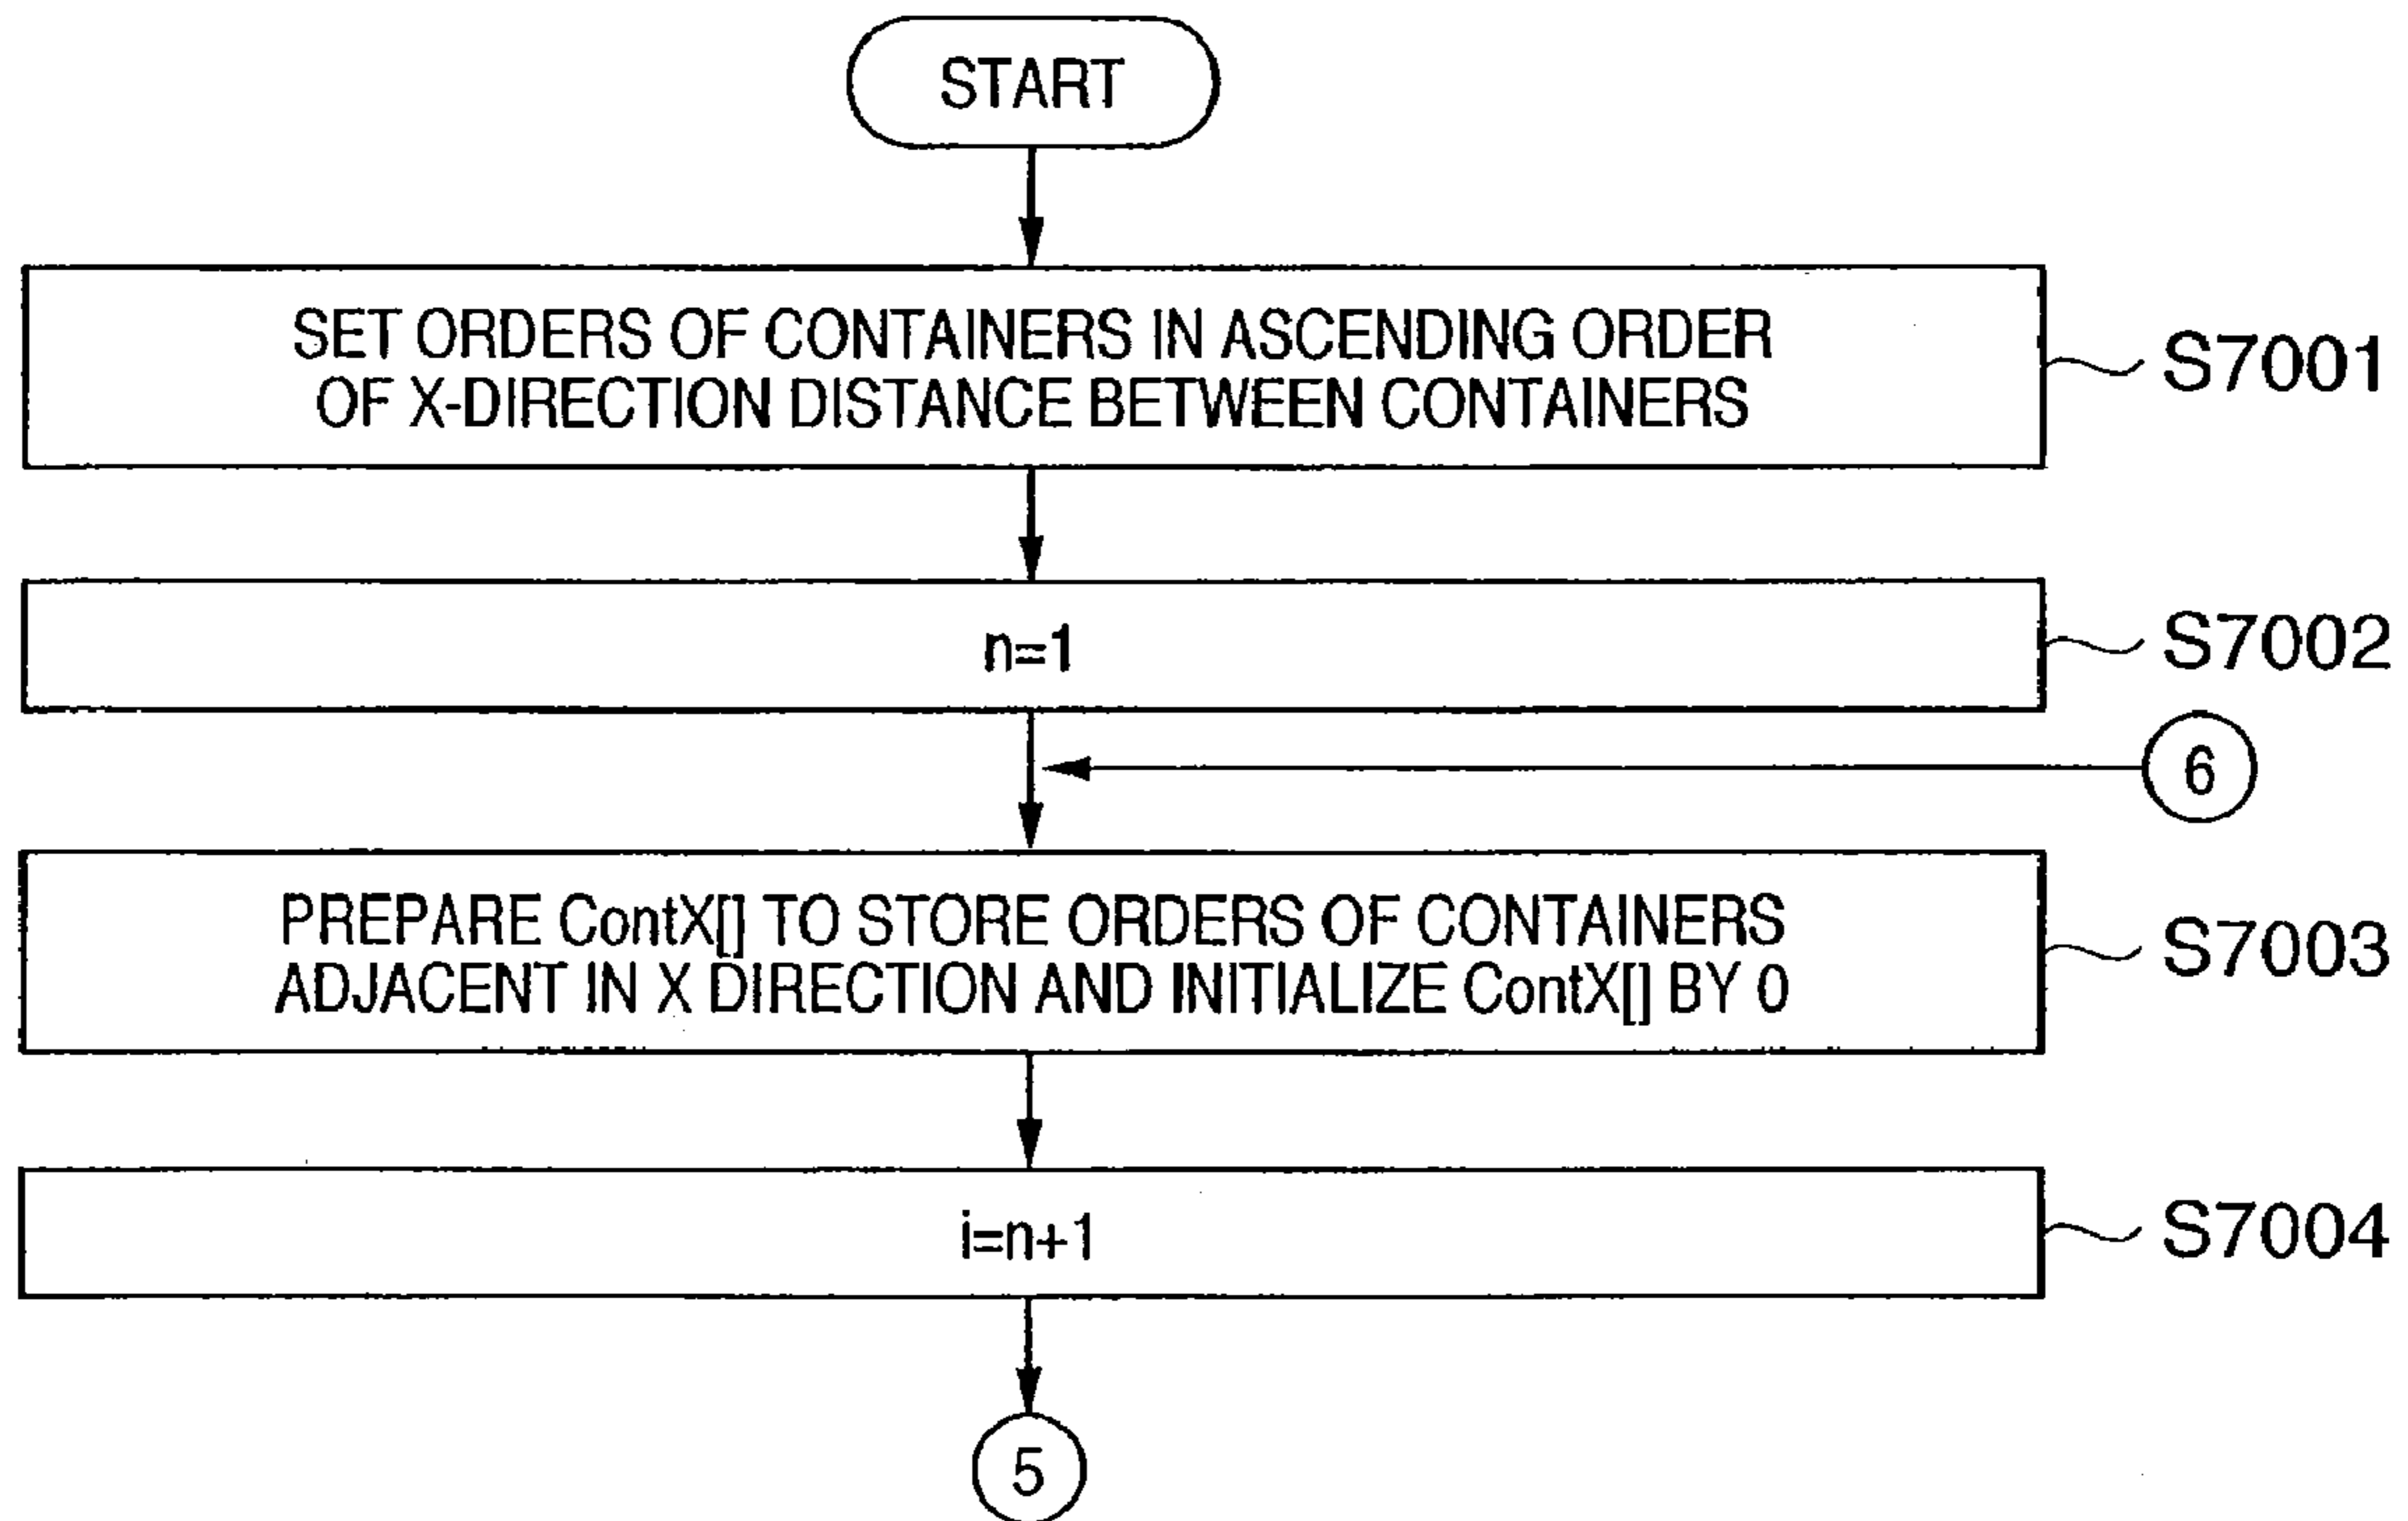 START
SET ORDERS OF CONTAINERS IN ASCENDING ORDER
OF X-DIRECTION DISTANCE BETWEEN CONTAINERS
S7001
n=1
S7002
6
PREPARE ContX[] TO STORE ORDERS OF CONTAINERS
ADJACENT IN X DIRECTION AND INITIALIZE ContX[] BY 0
S7003
i=n+1
S7004
5